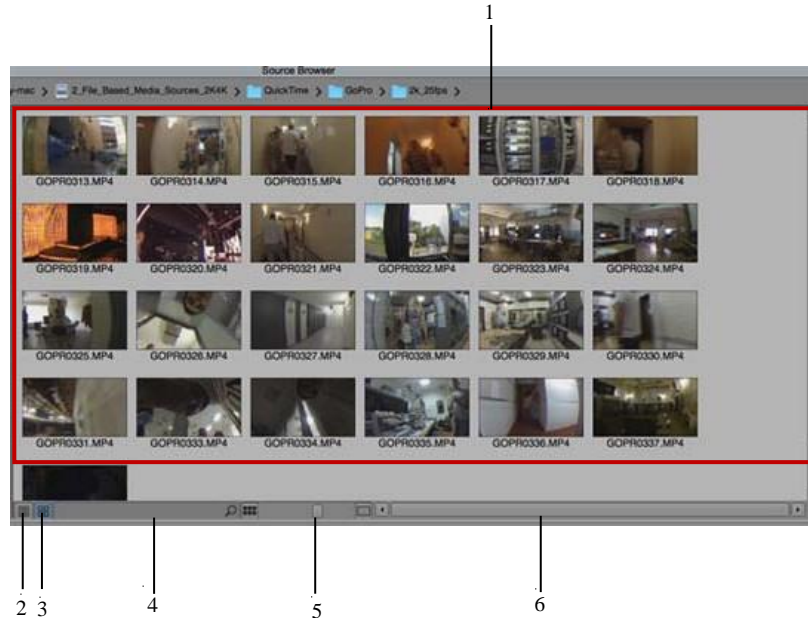 1
Source Browser
y-mac > 2_File_Based_Media_Sources_2K4K > QuickTime > GoPro > 2k_25fps >
GOPR0313.MP4 GOPR0314.MP4 GOPR0315.MP4 GOPR0316.MP4 GOPR0317.MP4 GOPR0318.MP4
GOPR0319.MP4 GOPR0320.MP4 GOPR0321.MP4 GOPR0322.MP4 GOPR0323.MP4 GOPR0324.MP4
GOPR0325.MP4 GOPR0326.MP4 GOPR0327.MP4 GOPR0328.MP4 GOPR0329.MP4 GOPR0330.MP4
GOPR0331.MP4 GOPR0333.MP4 GOPR0334.MP4 GOPR0335.MP4 GOPR0336.MP4 GOPR0337.MP4
2 3 4 5 6